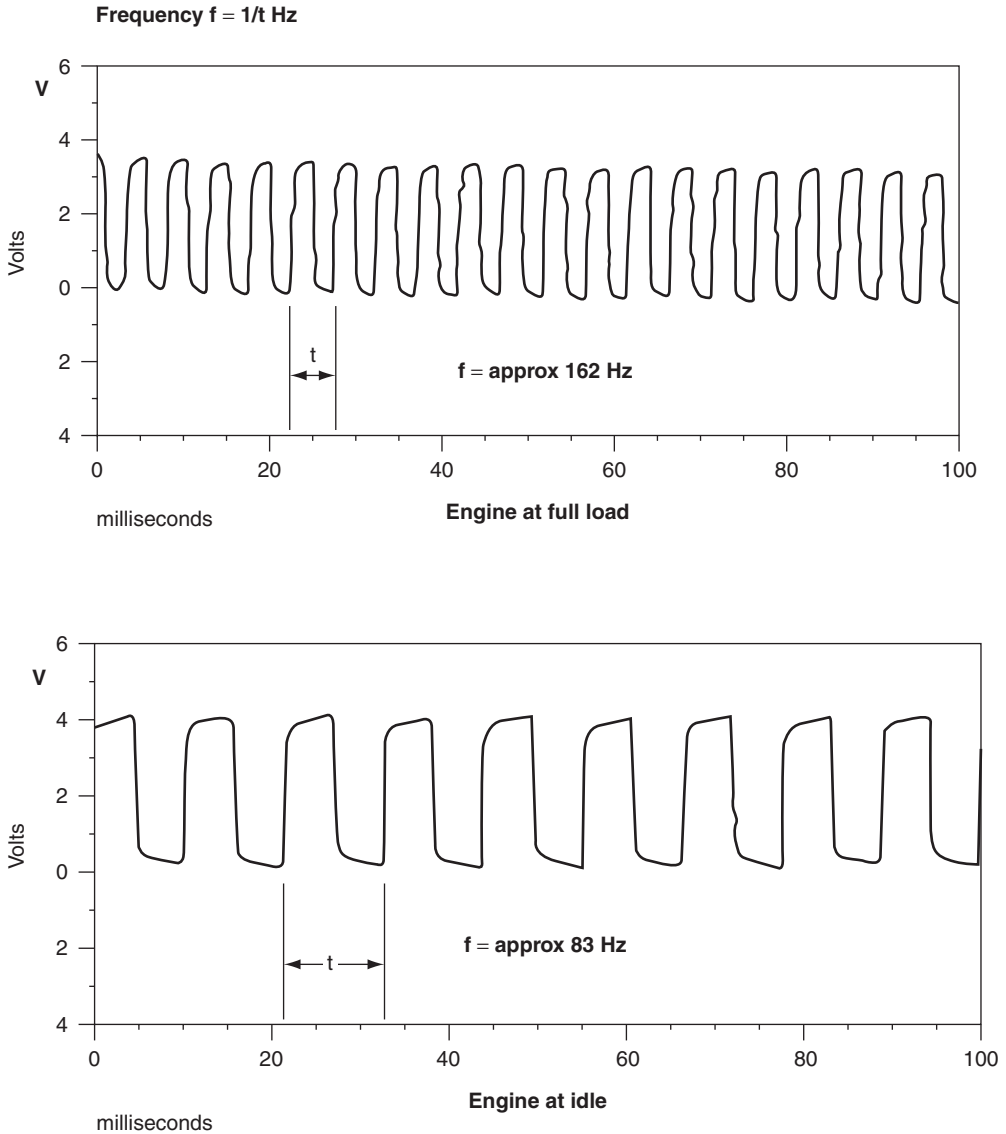 Frequency f = 1/t Hz
6
V
4
2
Volts
0
t
f = approx 162 Hz
2
4
0 20 40 60 80 100
milliseconds
Engine at full load
6
V
4
2
Volts
0
f = approx 83 Hz
t
2
4
0 20 40 60 80 100
Engine at idle
milliseconds